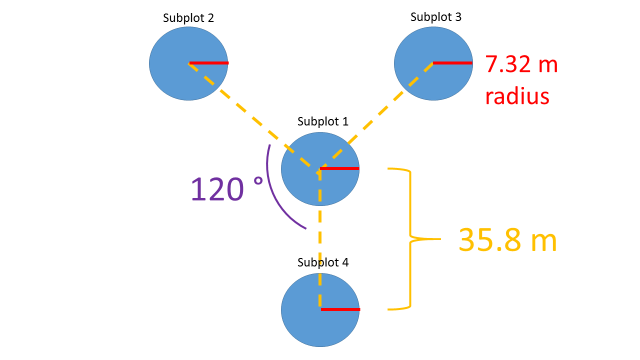 Subplot 2
Subplot 3
7.32 m
radius
Subplot 1
120 °
35.8 m
Subplot 4